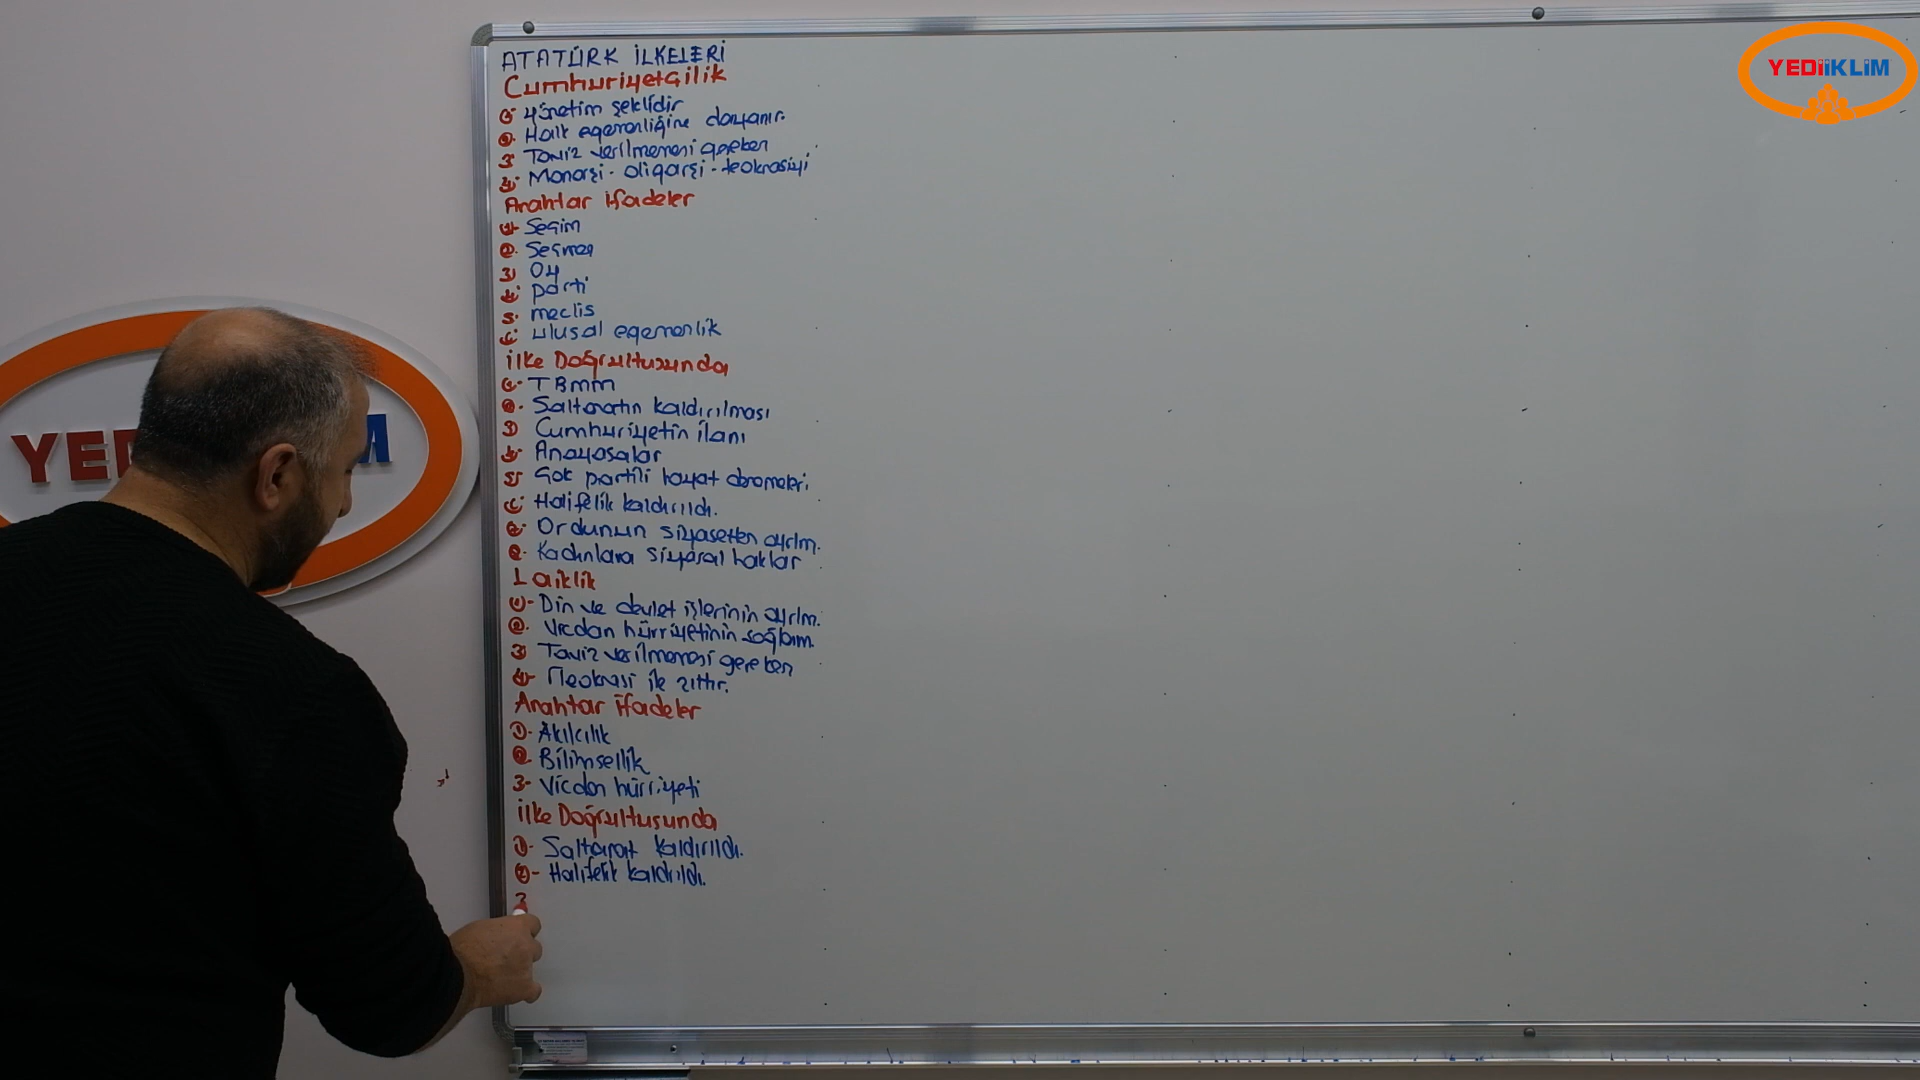 YEDİİKLİM
ATATÜRK İLKELERİ
Cumhuriyetçilik
1- Yönetim şeklidir
2- Halk egemenliğine dayanır.
3- Taviz verilmemesi gereken
4- Monarşi - oligarşi - teokrasiyi
Anahtar İfadeler
1- Seçim
2- Seçmen
3- Oy
4- parti
5- meclis
6- ulusal egemenlik
İlke Doğrultusunda
1- TBMM
2- Saltanatın kaldırılması
3- Cumhuriyetin ilanı
4- Anayasalar
5- Çok partili hayat denemeleri.
6- Halifelik kaldırıldı.
7- Ordunun siyasetten ayrlm.
8- Kadınlara siyasal haklar
Laiklik
1- Din ve devlet işlerinin ayrlm.
2- Vicdan hürriyetinin sağlanm.
3- Taviz verilmemesi gereken
4- Teokrasi ile zıttır.
Anahtar İfadeler
1- Akılcılık
2- Bilimsellik
3- Vicdan hürriyeti
İlke Doğrultusunda
1- Saltanat kaldırıldı.
2- Halifelik kaldırıldı.
3